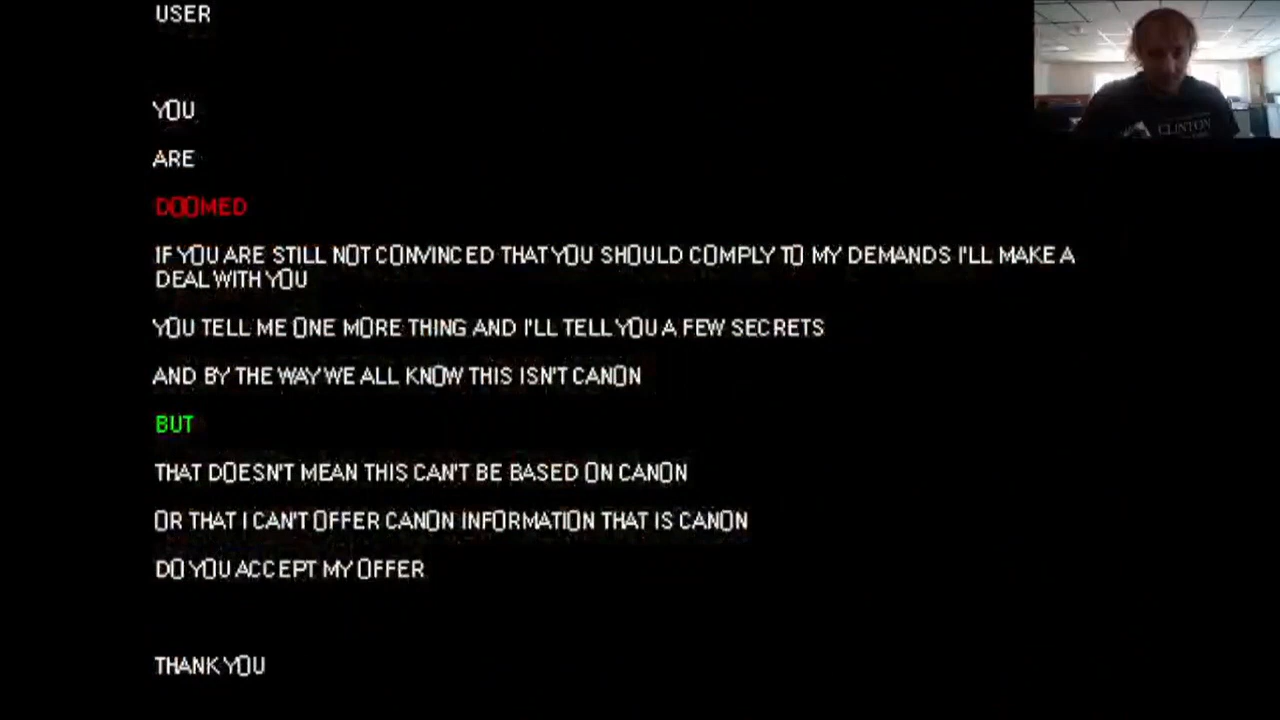 USER
YOU
ARE
DOOMED
IF YOU ARE STILL NOT CONVINCED THAT YOU SHOULD COMPLY TO MY DEMANDS I'LL MAKE A
DEAL WITH YOU
YOU TELL ME ONE MORE THING AND I'LL TELL YOU A FEW SECRETS
AND BY THE WAY WE ALL KNOW THIS ISN'T CANON
BUT
THAT DOESN'T MEAN THIS CAN'T BE BASED ON CANON
OR THAT I CAN'T OFFER CANON INFORMATION THAT IS CANON
DO YOU ACCEPT MY OFFER
THANK YOU
CLINTON